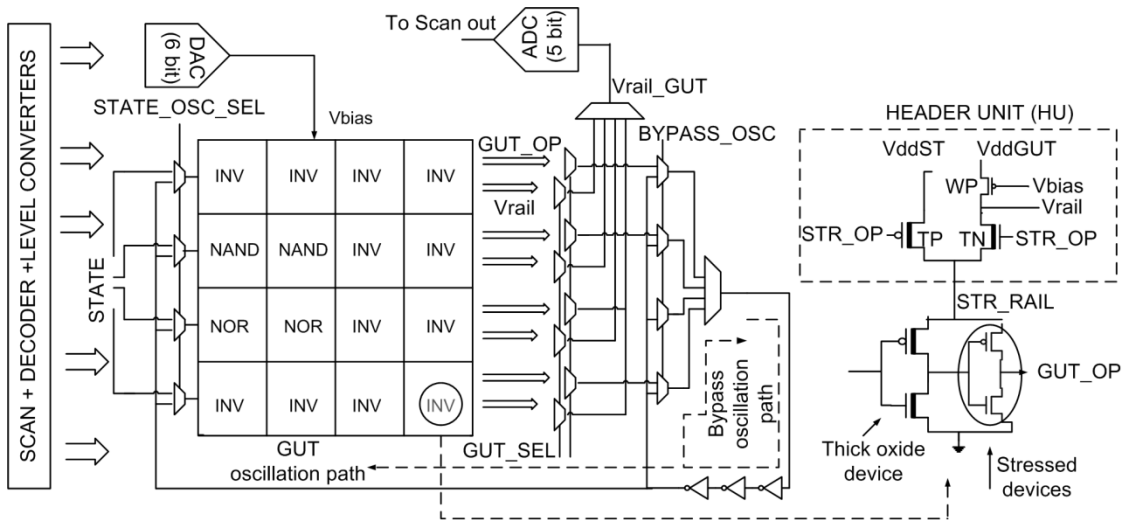 SCAN + DECODER +LEVEL CONVERTERS
DAC
(6 bit)
To Scan out
ADC
(5 bit)
STATE_OSC_SEL
Vbias
Vrail_GUT
BYPASS_OSC
GUT_OP
Vrail
STATE
INV INV INV INV
NAND NAND INV INV
NOR NOR INV INV
INV INV INV INV
GUT
oscillation path
GUT_SEL
Bypass
oscillation
path
HEADER UNIT (HU)
VddST VddGUT
WP Vbias
Vrail
STR_OP TP TN STR_OP
STR_RAIL
GUT_OP
Thick oxide
device
Stressed
devices